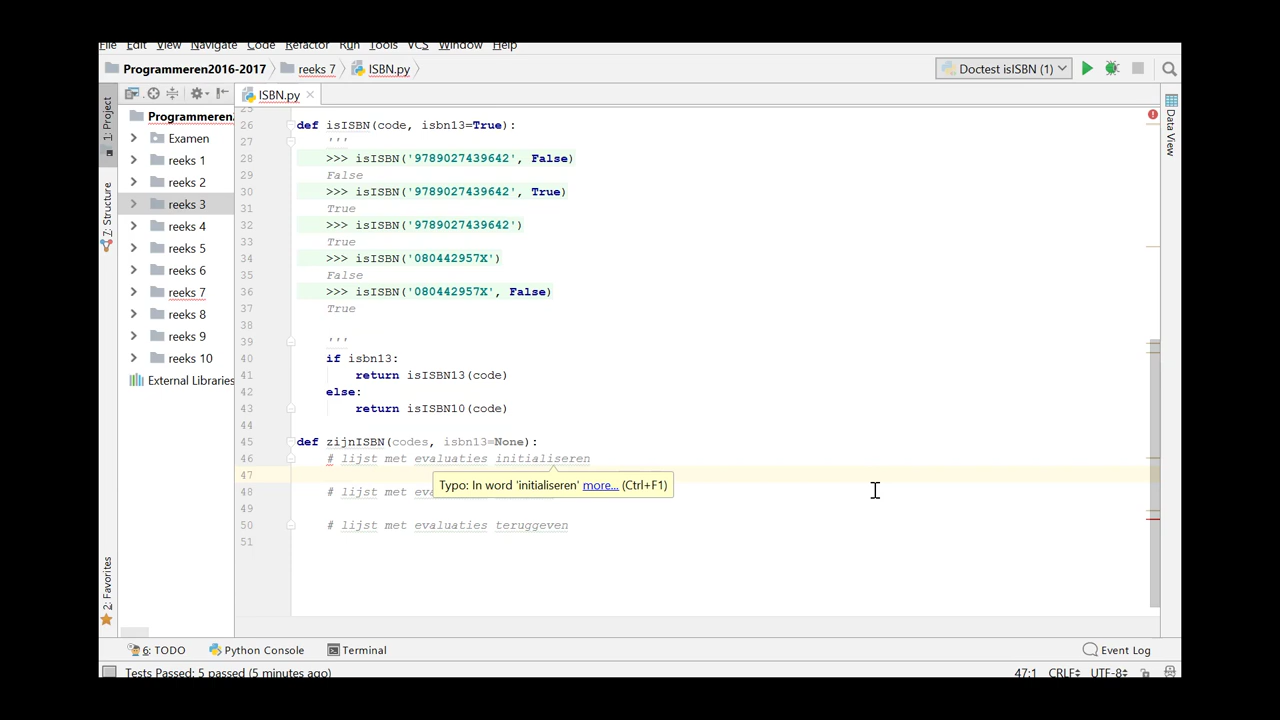 File Edit View Navigate Code Refactor Run Tools VCS Window Help
Programmeren2016-2017 reeks 7 ISBN.py Doctest isISBN (1)
1: Project
7: Structure
2: Favorites
Programmeren
Examen
reeks 1
reeks 2
reeks 3
reeks 4
reeks 5
reeks 6
reeks 7
reeks 8
reeks 9
reeks 10
External Libraries
ISBN.py
25
26 def isISBN(code, isbn13=True):
27 '''
28 >>> isISBN('9789027439642', False)
29 False
30 >>> isISBN('9789027439642', True)
31 True
32 >>> isISBN('9789027439642')
33 True
34 >>> isISBN('080442957X')
35 False
36 >>> isISBN('080442957X', False)
37 True
38
39 '''
40 if isbn13:
41 return isISBN13(code)
42 else:
43 return isISBN10(code)
44
45 def zijnISBN(codes, isbn13=None):
46 # lijst met evaluaties initialiseren
47
Typo: In word 'initialiseren' more... (Ctrl+F1)
48 # lijst met
49
50 # lijst met evaluaties teruggeven
51
Data View
6: TODO Python Console Terminal Event Log
Tests Passed: 5 passed (5 minutes ago) 47:1 CRLF UTF-8